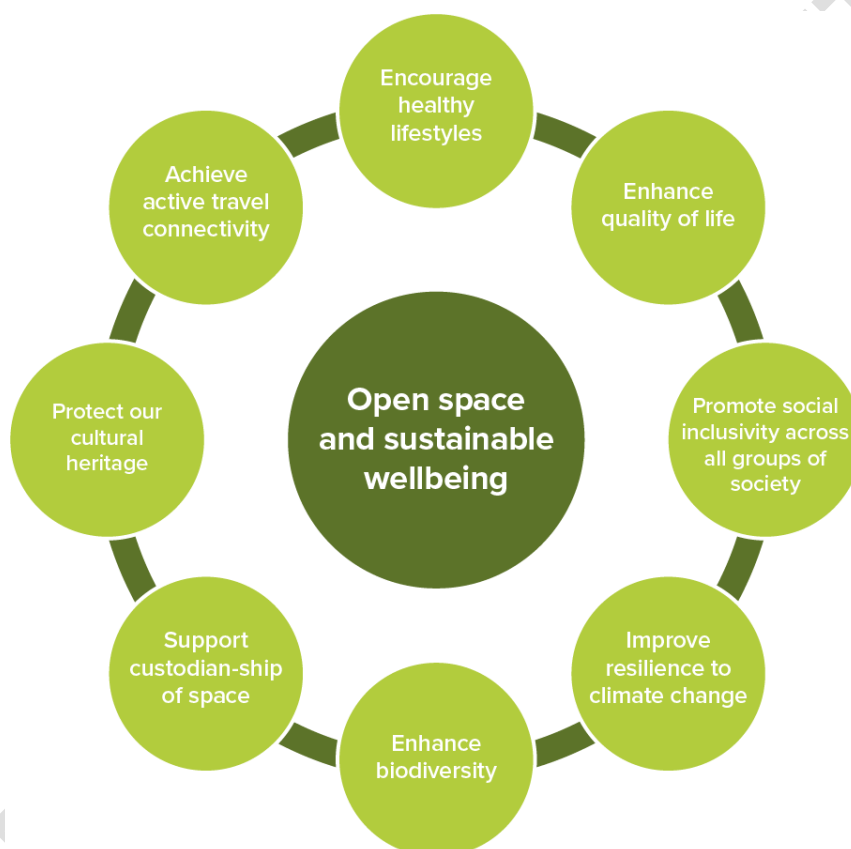 Encourage
healthy
lifestyles
Enhance
quality of life
Promote social
inclusivity across
all groups of
society
Improve
resilience to
climate change
Enhance
biodiversity
Support
custodian-ship
of space
Protect our
cultural
heritage
Achieve
active travel
connectivity
Open space
and sustainable
wellbeing